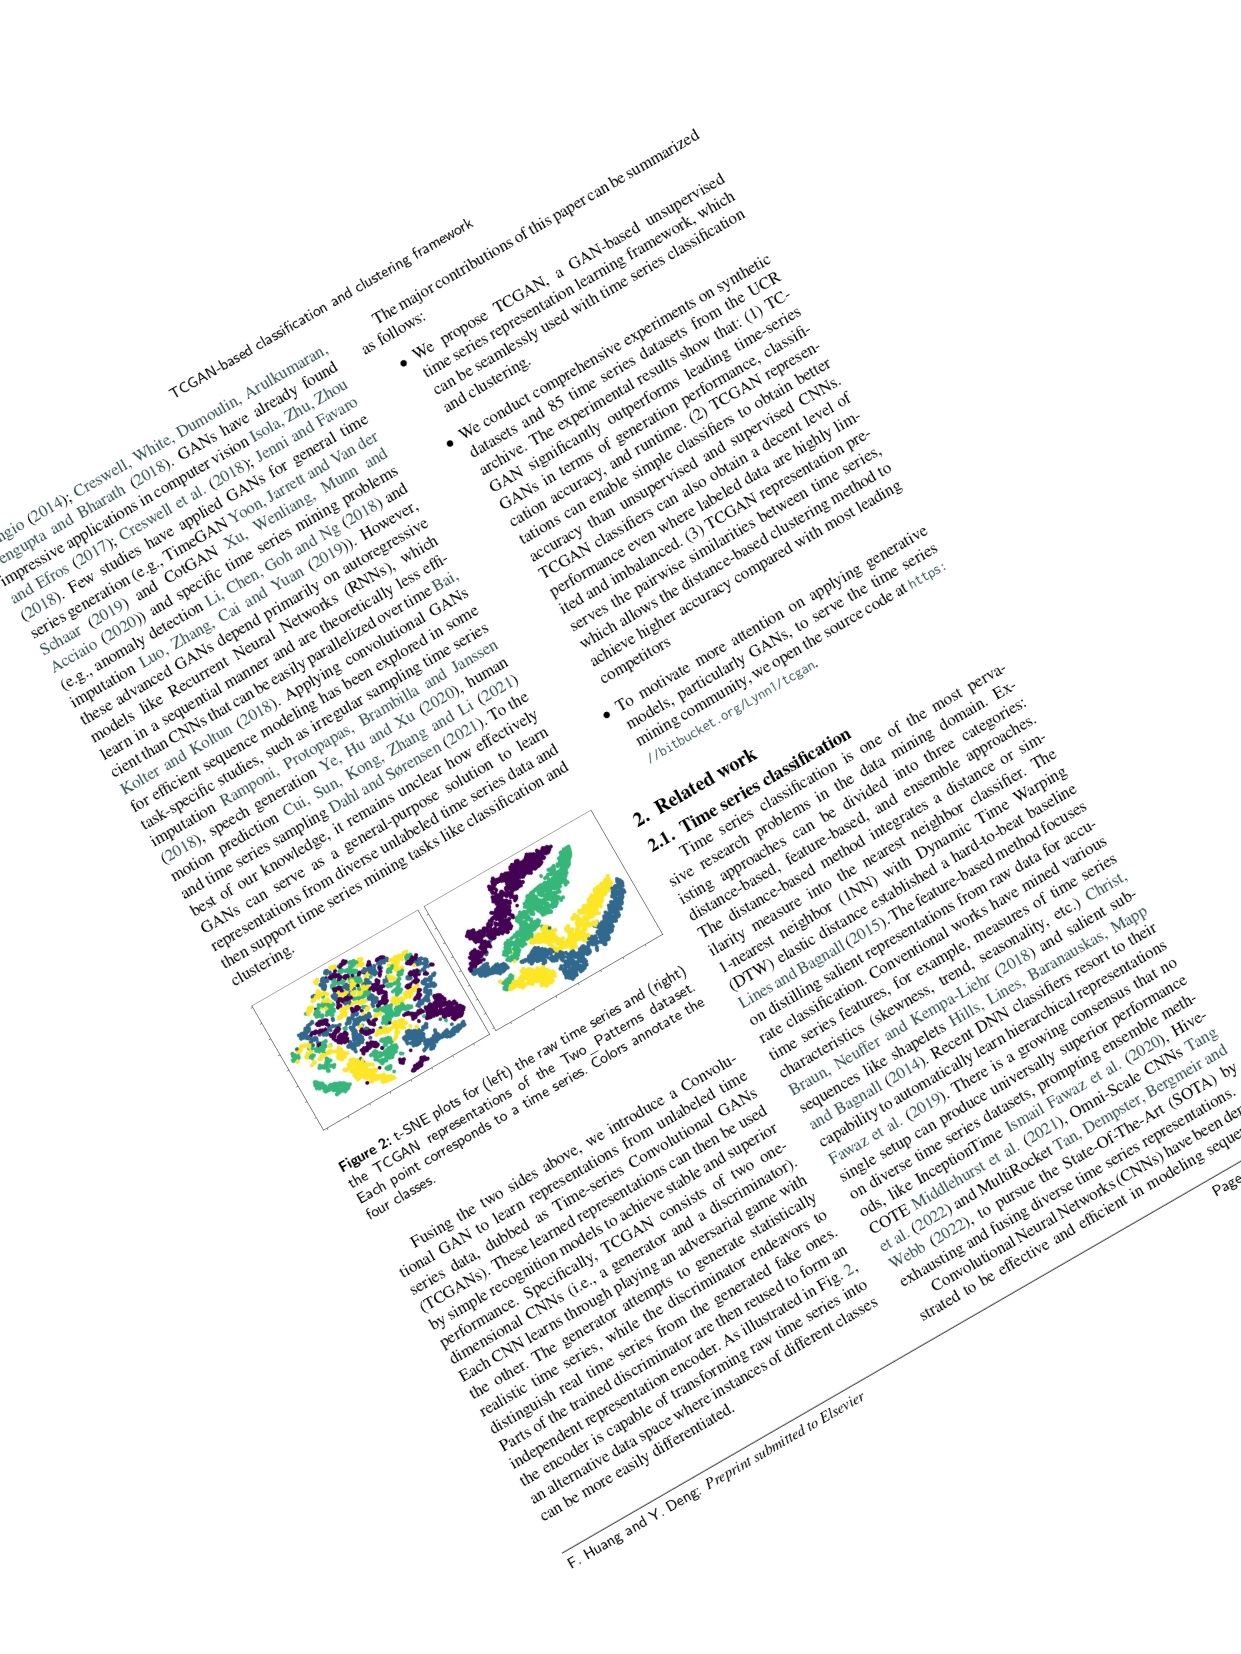 TCGAN-based classification and clustering framework
ngio (2014); Creswell, White, Dumoulin, Arulkumaran,
engupta and Bharath (2018). GANs have already found
impressive applications in computer vision Isola, Zhu, Zhou
and Efros (2017); Creswell et al. (2018); Jenni and Favaro
(2018). Few studies have applied GANs for general time
series generation (e.g., TimeGAN Yoon, Jarrett and Van der
Schaar (2019) and CotGAN Xu, Wenliang, Munn and
Acciaio (2020)) and specific time series mining problems
(e.g., anomaly detection Li, Chen, Goh and Ng (2018) and
imputation Luo, Zhang, Cai and Yuan (2019)). However,
these advanced GANs depend primarily on autoregressive
models like Recurrent Neural Networks (RNNs), which
learn in a sequential manner and are theoretically less effi-
cient than CNNs that can be easily parallelized over time Bai,
Kolter and Koltun (2018). Applying convolutional GANs
for efficient sequence modeling has been explored in some
task-specific studies, such as irregular sampling time series
imputation Ramponi, Protopapas, Brambilla and Janssen
(2018), speech generation Ye, Hu and Xu (2020), human
motion prediction Cui, Sun, Kong, Zhang and Li (2021)
and time series sampling Dahl and Sørensen (2021). To the
best of our knowledge, it remains unclear how effectively
GANs can serve as a general-purpose solution to learn
representations from diverse unlabeled time series data and
then support time series mining tasks like classification and
clustering.
Figure 2: t-SNE plots for (left) the raw time series and (right)
the TCGAN representations of the Two_Patterns dataset.
Each point corresponds to a time series. Colors annotate the
four classes.
Fusing the two sides above, we introduce a Convolu-
tional GAN to learn representations from unlabeled time
series data, dubbed as Time-series Convolutional GANs
(TCGANs). These learned representations can then be used
by simple recognition models to achieve stable and superior
performance. Specifically, TCGAN consists of two one-
dimensional CNNs (i.e., a generator and a discriminator).
Each CNN learns through playing an adversarial game with
the other. The generator attempts to generate statistically
realistic time series, while the discriminator endeavors to
distinguish real time series from the generated fake ones.
Parts of the trained discriminator are then reused to form an
independent representation encoder. As illustrated in Fig. 2,
the encoder is capable of transforming raw time series into
an alternative data space where instances of different classes
can be more easily differentiated.
The major contributions of this paper can be summarized
as follows:
• We propose TCGAN, a GAN-based unsupervised
time series representation learning framework, which
can be seamlessly used with time series classification
and clustering.
• We conduct comprehensive experiments on synthetic
datasets and 85 time series datasets from the UCR
archive. The experimental results show that: (1) TC-
GAN significantly outperforms leading time-series
GANs in terms of generation performance, classifi-
cation accuracy, and runtime. (2) TCGAN represen-
tations can enable simple classifiers to obtain better
accuracy than unsupervised and supervised CNNs.
TCGAN classifiers can also obtain a decent level of
performance even where labeled data are highly lim-
ited and imbalanced. (3) TCGAN representation pre-
serves the pairwise similarities between time series,
which allows the distance-based clustering method to
achieve higher accuracy compared with most leading
competitors
• To motivate more attention on applying generative
models, particularly GANs, to serve the time series
mining community, we open the source code at https:
//bitbucket.org/Lynn1/tcgan.
2. Related work
2.1. Time series classification
Time series classification is one of the most perva-
sive research problems in the data mining domain. Ex-
isting approaches can be divided into three categories:
distance-based, feature-based, and ensemble approaches.
The distance-based method integrates a distance or sim-
ilarity measure into the nearest neighbor classifier. The
1-nearest neighbor (1NN) with Dynamic Time Warping
(DTW) elastic distance established a hard-to-beat baseline
Lines and Bagnall (2015). The feature-based method focuses
on distilling salient representations from raw data for accu-
rate classification. Conventional works have mined various
time series features, for example, measures of time series
characteristics (skewness, trend, seasonality, etc.) Christ,
Braun, Neuffer and Kempa-Liehr (2018) and salient sub-
sequences like shapelets Hills, Lines, Baranauskas, Mapp
and Bagnall (2014). Recent DNN classifiers resort to their
capability to automatically learn hierarchical representations
Fawaz et al. (2019). There is a growing consensus that no
single setup can produce universally superior performance
on diverse time series datasets, prompting ensemble meth-
ods, like InceptionTime Ismail Fawaz et al. (2020), Hive-
COTE Middlehurst et al. (2021), Omni-Scale CNNs Tang
et al. (2022) and MultiRocket Tan, Dempster, Bergmeir and
Webb (2022), to pursue the State-Of-The-Art (SOTA) by
exhausting and fusing diverse time series representations.
Convolutional Neural Networks (CNNs) have been de
strated to be effective and efficient in modeling seque
F. Huang and Y. Deng: Preprint submitted to Elsevier
Page